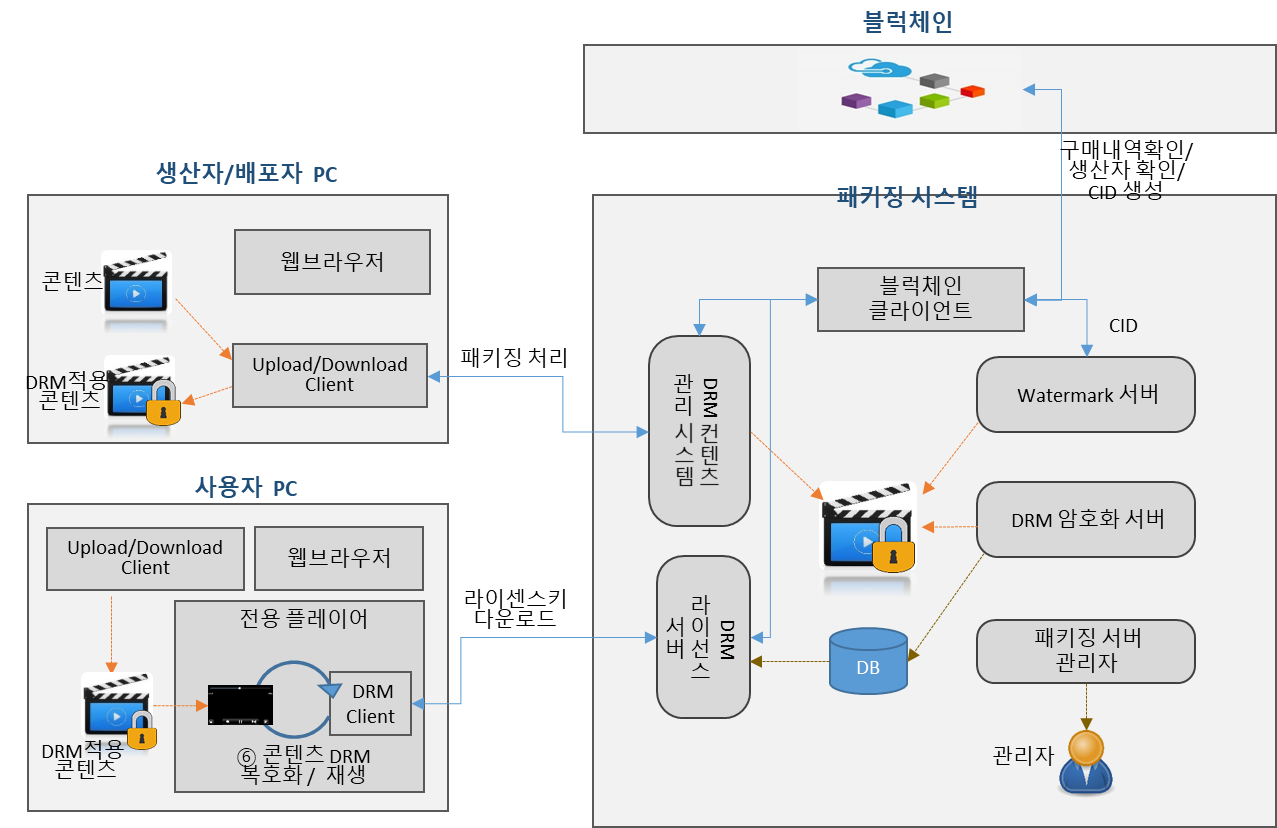 블럭체인
구매내역확인/
생산자 확인/
CID 생성
생산자/배포자 PC
콘텐츠
웹브라우저
Upload/Download
Client
DRM적용
콘텐츠
패키징 처리
패키징 시스템
블럭체인
클라이언트
CID
DRM 컨텐츠
관리 시스템
Watermark 서버
DRM 암호화 서버
DRM
라이선스
서버
DB
패키징 서버
관리자
관리자
사용자 PC
Upload/Download
Client
웹브라우저
전용 플레이어
DRM
Client
DRM적용
콘텐츠
⑥ 콘텐츠 DRM
복호화 / 재생
라이센스키
다운로드